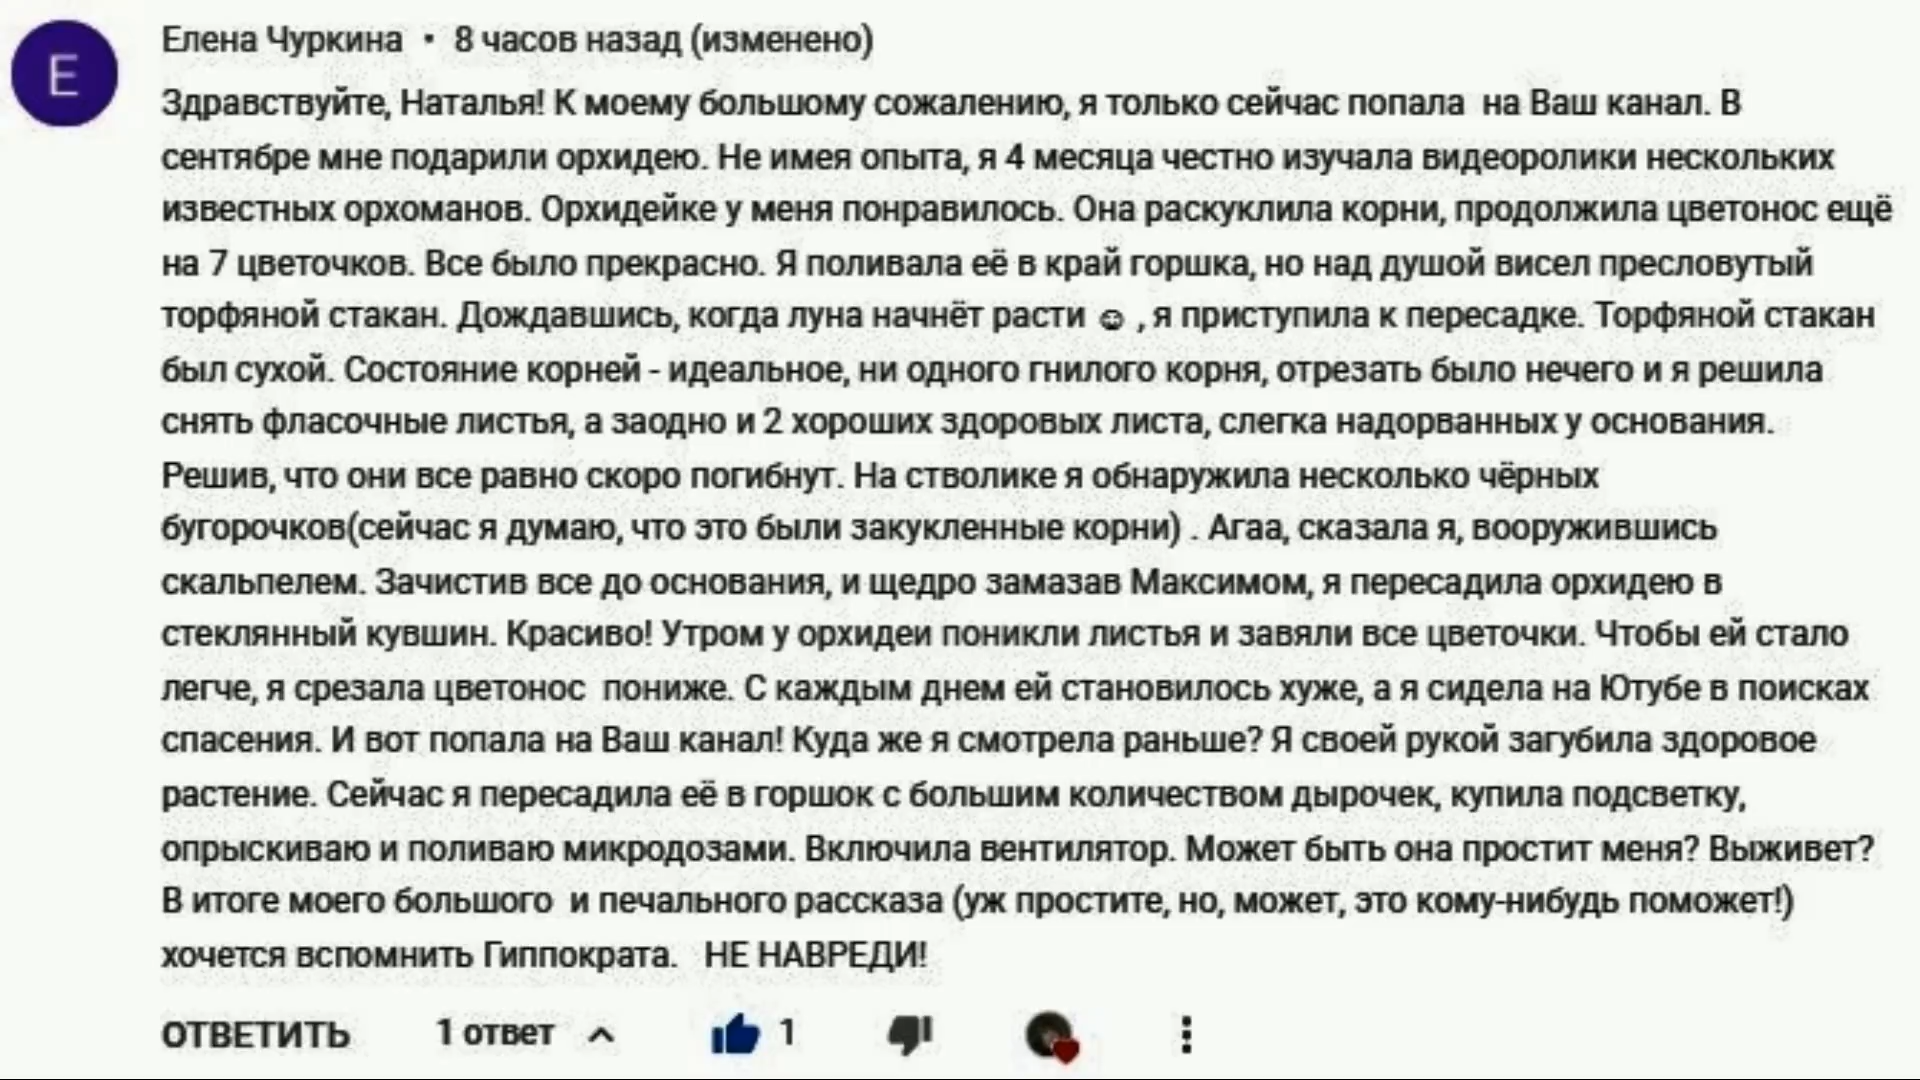 E
Елена Чуркина • 8 часов назад (изменено)
Здравствуйте, Наталья! К моему большому сожалению, я только сейчас попала на Ваш канал. В
сентябре мне подарили орхидею. Не имея опыта, я 4 месяца честно изучала видеоролики нескольких
известных орхоманов. Орхидейке у меня понравилось. Она раскуклила корни, продолжила цветонос ещё
на 7 цветочков. Все было прекрасно. Я поливала её в край горшка, но над душой висел пресловутый
торфяной стакан. Дождавшись, когда луна начнёт расти ☺ , я приступила к пересадке. Торфяной стакан
был сухой. Состояние корней - идеальное, ни одного гнилого корня, отрезать было нечего и я решила
снять фласочные листья, а заодно и 2 хороших здоровых листа, слегка надорванных у основания.
Решив, что они все равно скоро погибнут. На стволике я обнаружила несколько чёрных
бугорочков(сейчас я думаю, что это были закукленные корни) . Агаа, сказала я, вооружившись
скальпелем. Зачистив все до основания, и щедро замазав Максимом, я пересадила орхидею в
стеклянный кувшин. Красиво! Утром у орхидеи поникли листья и завяли все цветочки. Чтобы ей стало
легче, я срезала цветонос пониже. С каждым днем ей становилось хуже, а я сидела на Ютубе в поисках
спасения. И вот попала на Ваш канал! Куда же я смотрела раньше? Я своей рукой загубила здоровое
растение. Сейчас я пересадила её в горшок с большим количеством дырочек, купила подсветку,
опрыскиваю и поливаю микродозами. Включила вентилятор. Может быть она простит меня? Выживет?
В итоге моего большого и печального рассказа (уж простите, но, может, это кому-нибудь поможет!)
хочется вспомнить Гиппократа. НЕ НАВРЕДИ!
ОТВЕТИТЬ 1 ответ 1